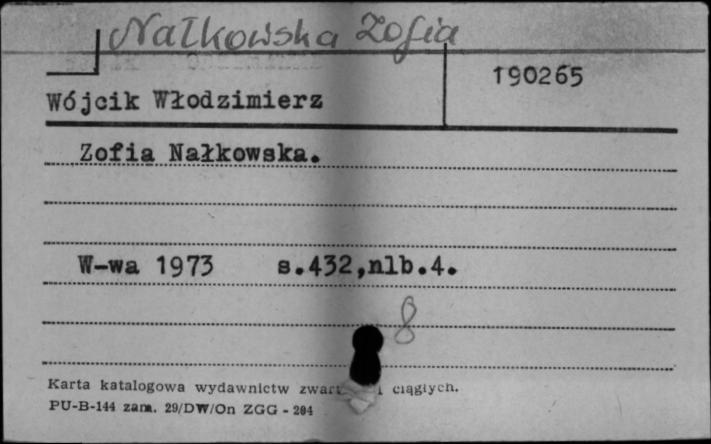 Nałkowska Zofia
190265
Wójcik Włodzimierz
Zofia Nałkowska.
W-wa 1973 s.432,nlb.4.
8
Karta katalogowa wydawnictw ciągłych.
PU-B-144 zam. 29/DW/On ZGG - 204